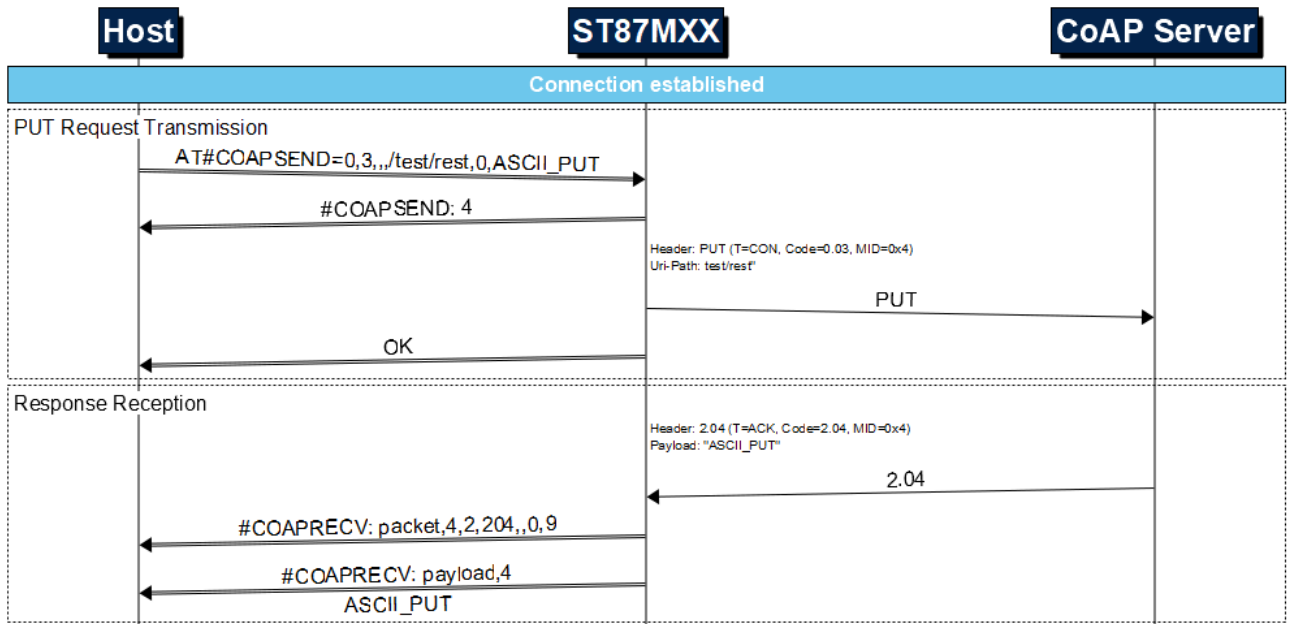 Host
ST87MXX
CoAP Server
Connection established
PUT Request Transmission
AT#COAPSEND=0,3,,,/test/rest,0,ASCII_PUT
#COAPSEND: 4
Header: PUT (T=CON, Code=0.03, MID=0x4)
Uri-Path: test/rest"
PUT
OK
Response Reception
Header: 2.04 (T=ACK, Code=2.04, MID=0x4)
Payload: "ASCII_PUT"
2.04
#COAPRECV: packet,4,2,204,,0,9
#COAPRECV: payload,4
ASCII_PUT